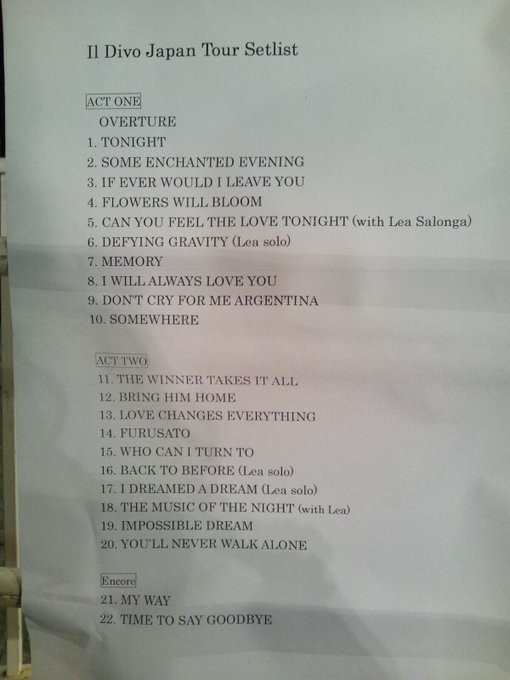 Il Divo Japan Tour Setlist
ACT ONE
OVERTURE
1. TONIGHT
2. SOME ENCHANTED EVENING
3. IF EVER WOULD I LEAVE YOU
4. FLOWERS WILL BLOOM
5. CAN YOU FEEL THE LOVE TONIGHT (with Lea Salonga)
6. DEFYING GRAVITY (Lea solo)
7. MEMORY
8. I WILL ALWAYS LOVE YOU
9. DON'T CRY FOR ME ARGENTINA
10. SOMEWHERE
ACT TWO
11. THE WINNER TAKES IT ALL
12. BRING HIM HOME
13. LOVE CHANGES EVERYTHING
14. FURUSATO
15. WHO CAN I TURN TO
16. BACK TO BEFORE (Lea solo)
17. I DREAMED A DREAM (Lea solo)
18. THE MUSIC OF THE NIGHT (with Lea)
19. IMPOSSIBLE DREAM
20. YOU'LL NEVER WALK ALONE
Encore
21. MY WAY
22. TIME TO SAY GOODBYE